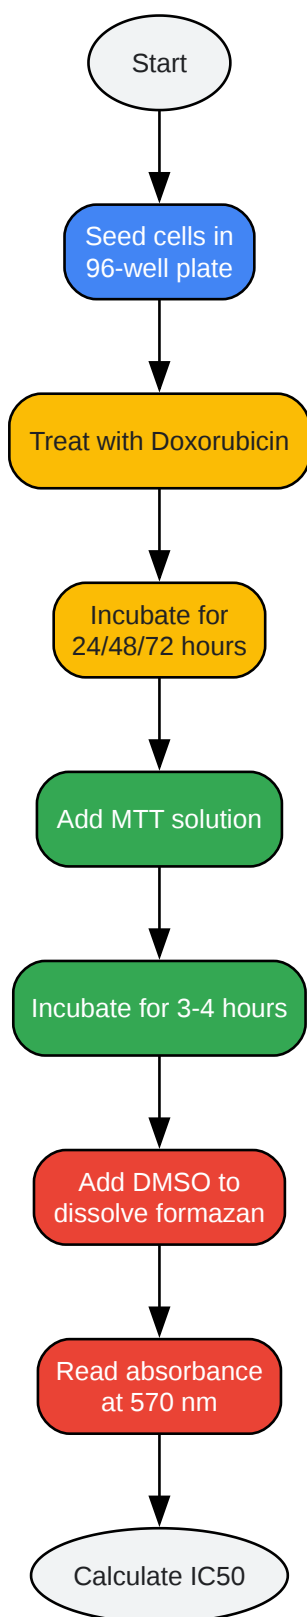 Start
Seed cells in
96-well plate
Treat with Doxorubicin
Incubate for
24/48/72 hours
Add MTT solution
Incubate for 3-4 hours
Add DMSO to
dissolve formazan
Read absorbance
at 570 nm
Calculate IC50